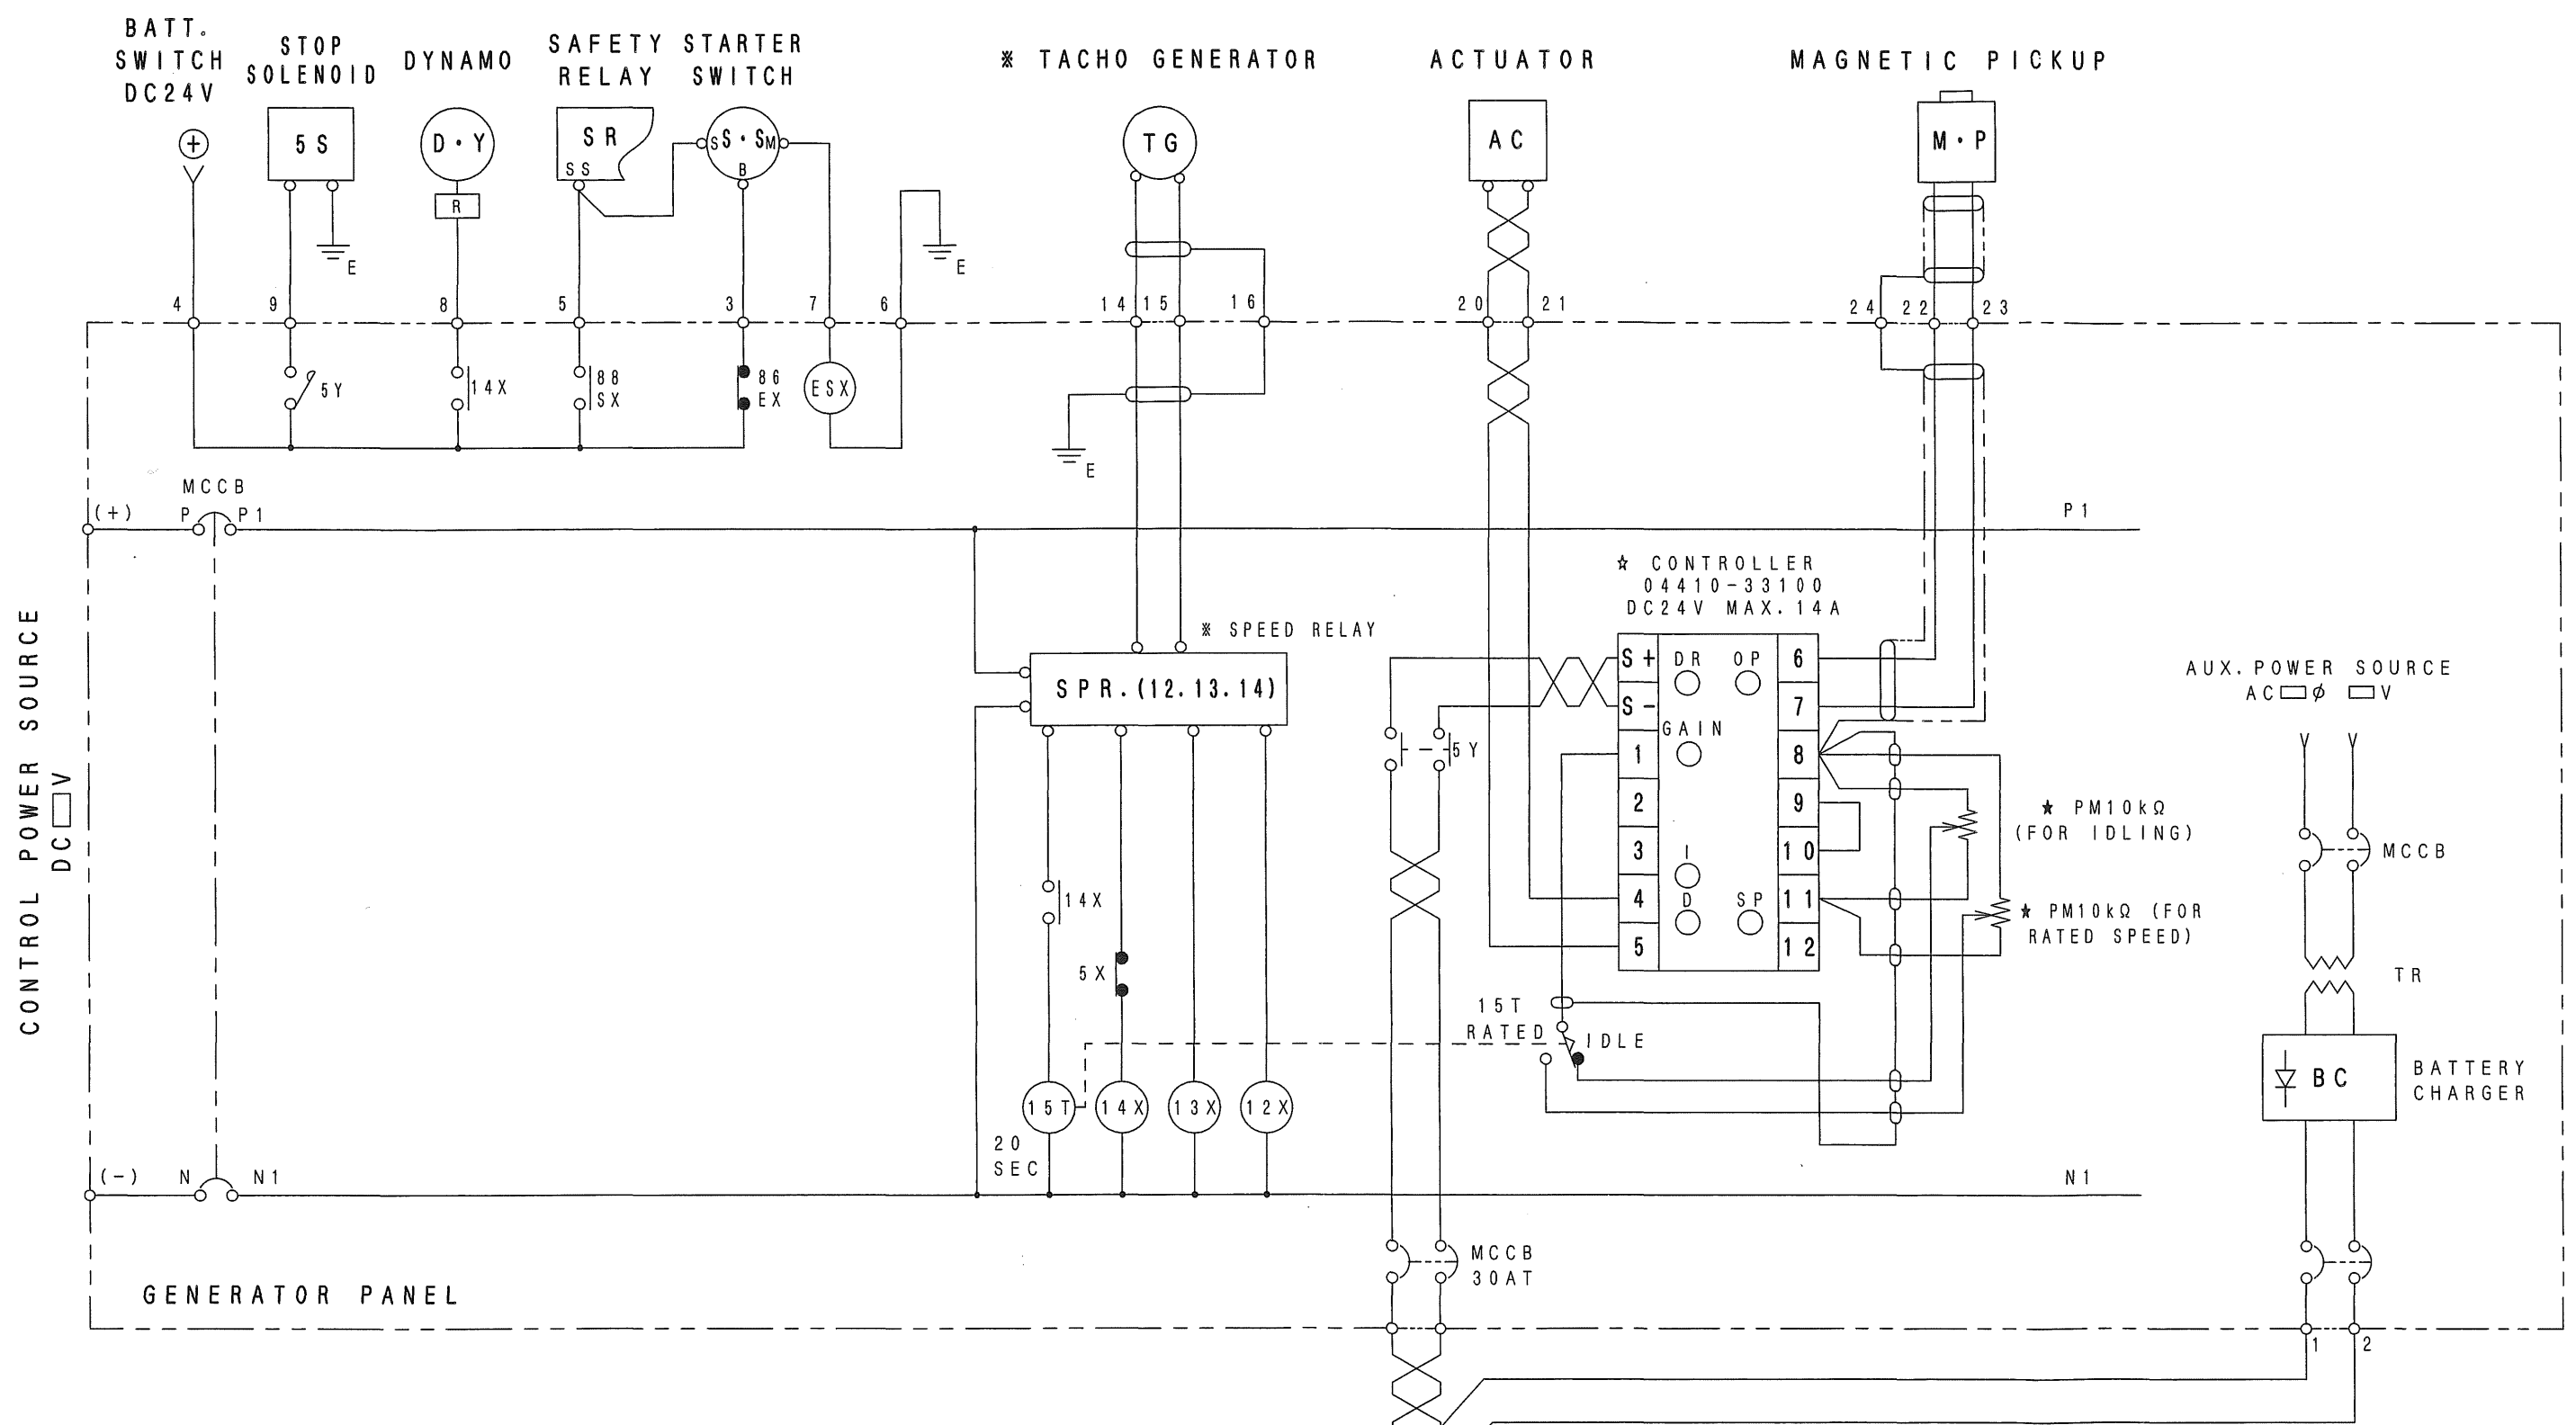 BATT.
SWITCH
DC24V
STOP
SOLENOID
DYNAMO
SAFETY
RELAY
STARTER
SWITCH
※ TACHO GENERATOR
ACTUATOR
MAGNETIC PICKUP
+
5S
D・Y
R
SR
SS
S S・S M
B
TG
AC
M・P
E
E
4
9
8
5
3
7
6
14
15
16
20
21
24
22
23
5Y
14X
88
SX
86
EX
ESX
E
MCCB
(+)
P
P1
P1
CONTROL POWER SOURCE
DC□V
☆ CONTROLLER
04410-33100
DC24V MAX.14A
※ SPEED RELAY
SPR.(12.13.14)
S+
DR
OP
6
S-
7
GAIN
1
8
2
9
3
I
10
4
D
SP
11
5
12
5Y
AUX.POWER SOURCE
AC□φ □V
★ PM10kΩ
(FOR IDLING)
MCCB
★ PM10kΩ (FOR
RATED SPEED)
14X
5X
TR
15T
RATED
IDLE
BC
BATTERY
CHARGER
15T
14X
13X
12X
20
SEC
(-)
N
N1
N1
MCCB
30AT
GENERATOR PANEL
1
2